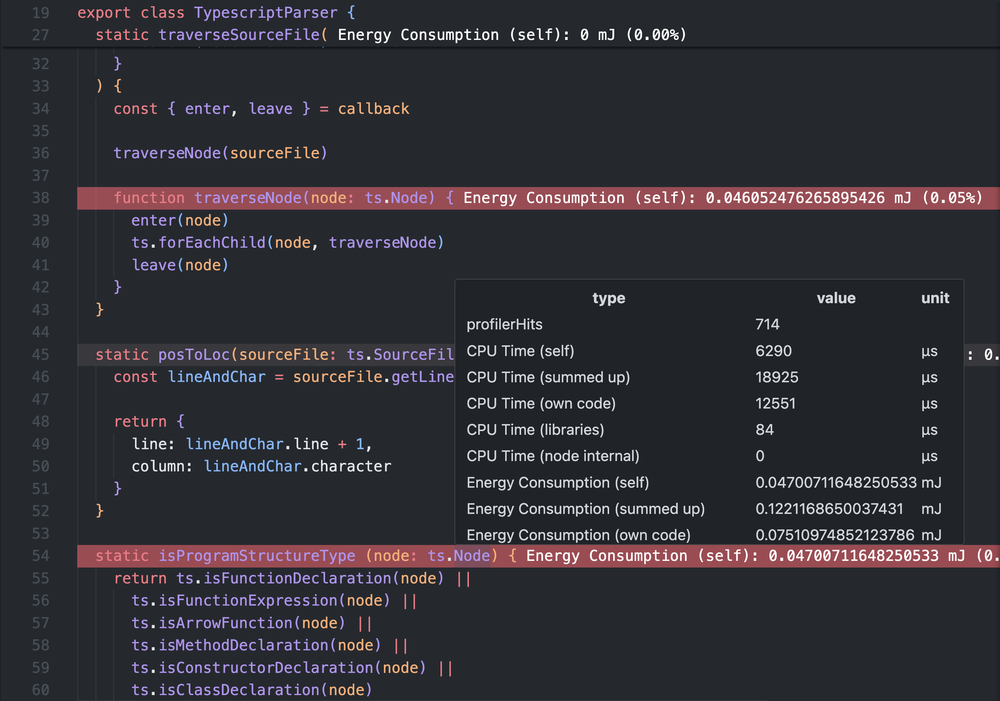 19 export class TypescriptParser {
27 static traverseSourceFile( Energy Consumption (self): 0 mJ (0.00%)
32 }
33 ) {
34 const { enter, leave } = callback
35
36 traverseNode(sourceFile)
37
38 function traverseNode(node: ts.Node) { Energy Consumption (self): 0.046052476265895426 mJ (0.05%)
39 enter(node)
40 ts.forEachChild(node, traverseNode)
41 leave(node)
42 }
43 }
44
45 static posToLoc(sourceFile: ts.SourceFil : 0.
46 const lineAndChar = sourceFile.getLine
47
48 return {
49 line: lineAndChar.line + 1,
50 column: lineAndChar.character
51 }
52 }
53
type value unit
profilerHits 714
CPU Time (self) 6290 µs
CPU Time (summed up) 18925 µs
CPU Time (own code) 12551 µs
CPU Time (libraries) 84 µs
CPU Time (node internal) 0 µs
Energy Consumption (self) 0.04700711648250533 mJ
Energy Consumption (summed up) 0.1221168650037431 mJ
Energy Consumption (own code) 0.07510974852123786 mJ
54 static isProgramStructureType (node: ts.Node) { Energy Consumption (self): 0.04700711648250533 mJ (0.
55 return ts.isFunctionDeclaration(node) ||
56 ts.isFunctionExpression(node) ||
57 ts.isArrowFunction(node) ||
58 ts.isMethodDeclaration(node) ||
59 ts.isConstructorDeclaration(node) ||
60 ts.isClassDeclaration(node)